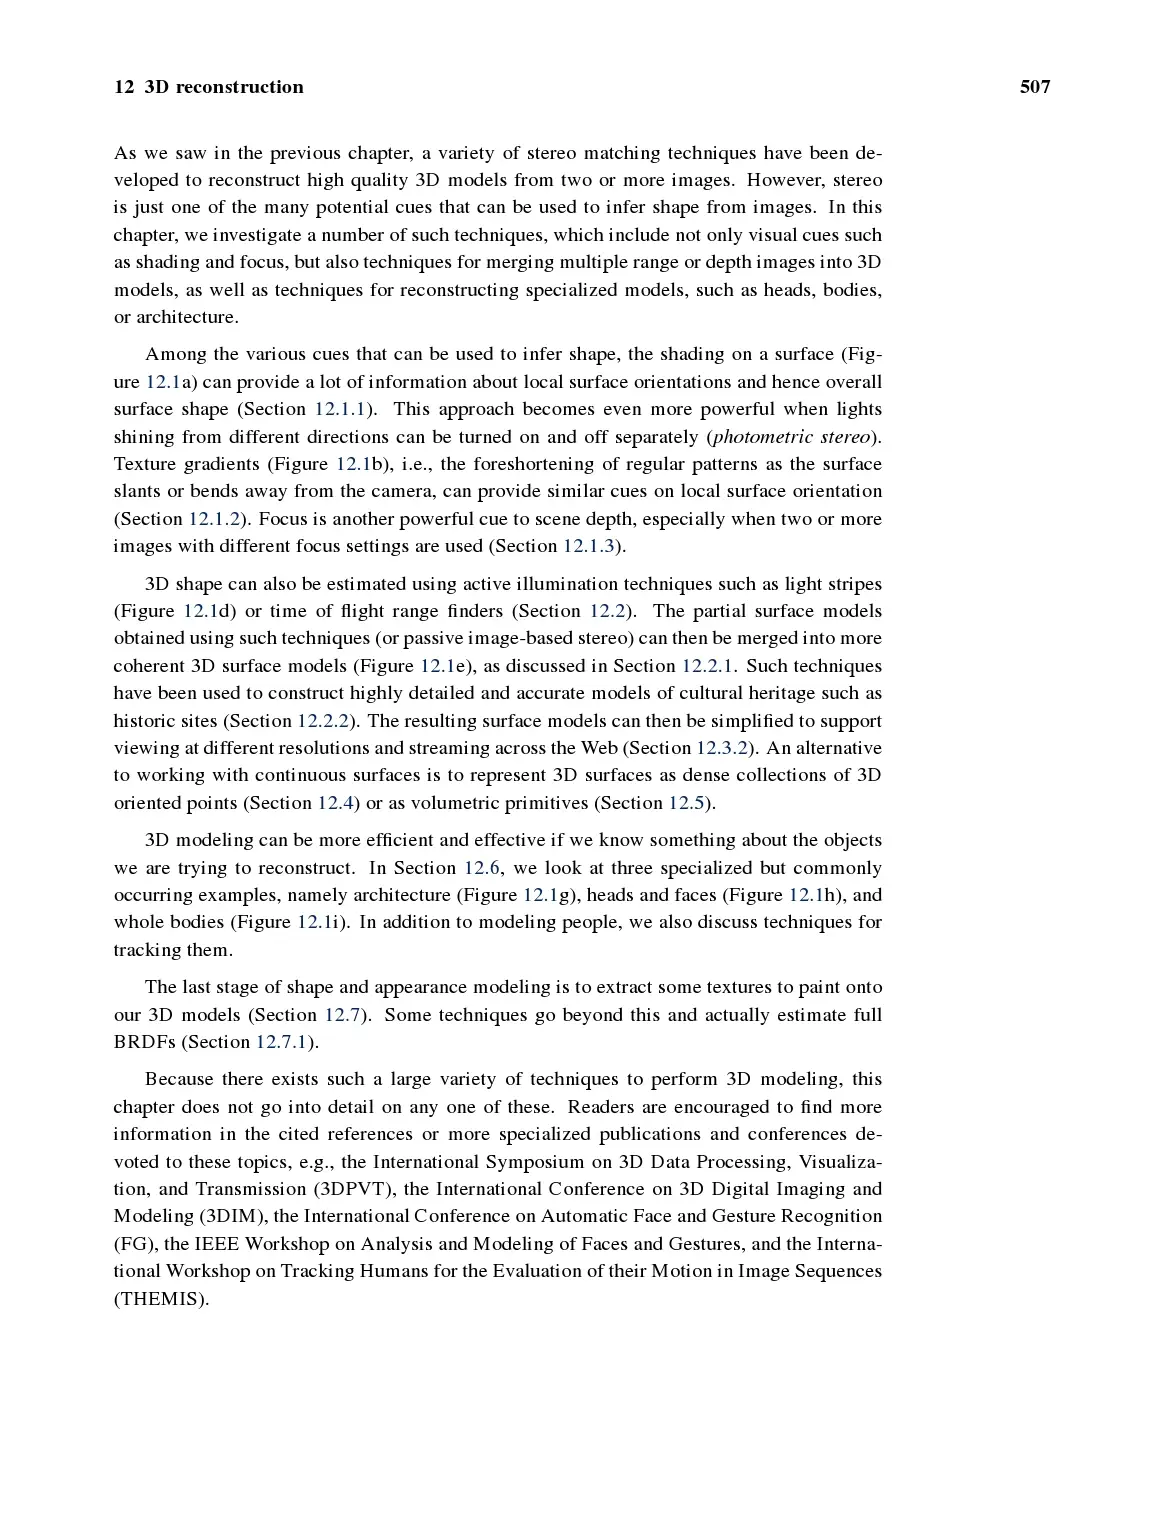 12 3D reconstruction 507
As we saw in the previous chapter, a variety of stereo matching techniques have been de-
veloped to reconstruct high quality 3D models from two or more images. However, stereo
is just one of the many potential cues that can be used to infer shape from images. In this
chapter, we investigate a number of such techniques, which include not only visual cues such
as shading and focus, but also techniques for merging multiple range or depth images into 3D
models, as well as techniques for reconstructing specialized models, such as heads, bodies,
or architecture.
Among the various cues that can be used to infer shape, the shading on a surface (Fig-
ure 12.1a) can provide a lot of information about local surface orientations and hence overall
surface shape (Section 12.1.1). This approach becomes even more powerful when lights
shining from different directions can be turned on and off separately (photometric stereo).
Texture gradients (Figure 12.1b), i.e., the foreshortening of regular patterns as the surface
slants or bends away from the camera, can provide similar cues on local surface orientation
(Section 12.1.2). Focus is another powerful cue to scene depth, especially when two or more
images with different focus settings are used (Section 12.1.3).
3D shape can also be estimated using active illumination techniques such as light stripes
(Figure 12.1d) or time of flight range finders (Section 12.2). The partial surface models
obtained using such techniques (or passive image-based stereo) can then be merged into more
coherent 3D surface models (Figure 12.1e), as discussed in Section 12.2.1. Such techniques
have been used to construct highly detailed and accurate models of cultural heritage such as
historic sites (Section 12.2.2). The resulting surface models can then be simplified to support
viewing at different resolutions and streaming across the Web (Section 12.3.2). An alternative
to working with continuous surfaces is to represent 3D surfaces as dense collections of 3D
oriented points (Section 12.4) or as volumetric primitives (Section 12.5).
3D modeling can be more efficient and effective if we know something about the objects
we are trying to reconstruct. In Section 12.6, we look at three specialized but commonly
occurring examples, namely architecture (Figure 12.1g), heads and faces (Figure 12.1h), and
whole bodies (Figure 12.1i). In addition to modeling people, we also discuss techniques for
tracking them.
The last stage of shape and appearance modeling is to extract some textures to paint onto
our 3D models (Section 12.7). Some techniques go beyond this and actually estimate full
BRDFs (Section 12.7.1).
Because there exists such a large variety of techniques to perform 3D modeling, this
chapter does not go into detail on any one of these. Readers are encouraged to find more
information in the cited references or more specialized publications and conferences de-
voted to these topics, e.g., the International Symposium on 3D Data Processing, Visualiza-
tion, and Transmission (3DPVT), the International Conference on 3D Digital Imaging and
Modeling (3DIM), the International Conference on Automatic Face and Gesture Recognition
(FG), the IEEE Workshop on Analysis and Modeling of Faces and Gestures, and the Interna-
tional Workshop on Tracking Humans for the Evaluation of their Motion in Image Sequences
(THEMIS).